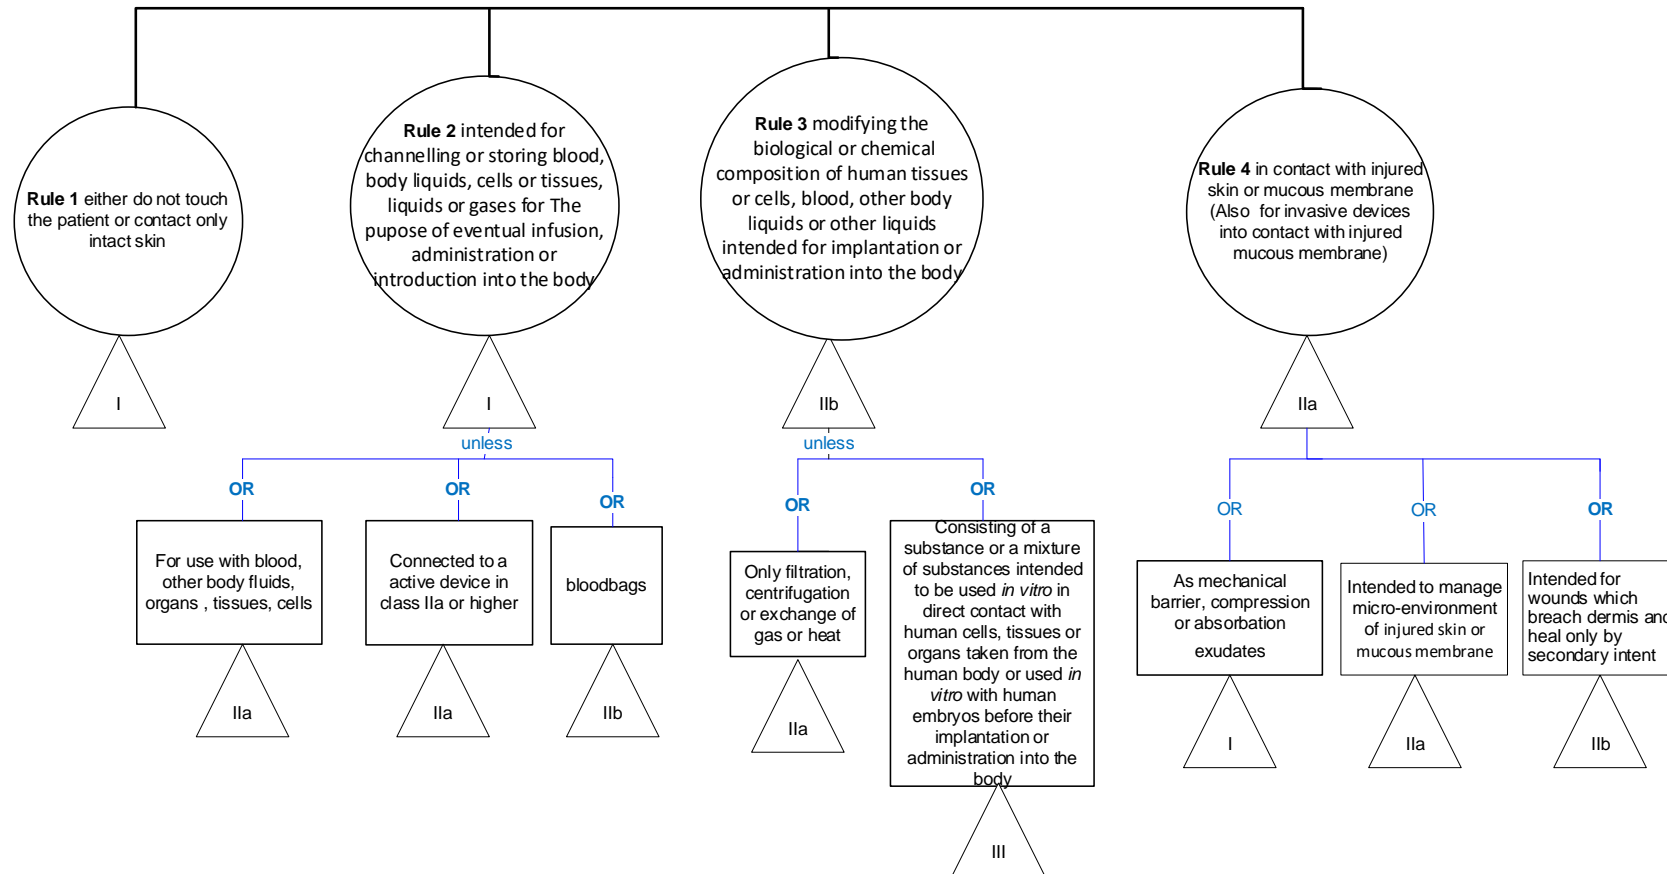 Rule 1 either do not touch
the patient or contact only
intact skin
I
Rule 2 intended for
channelling or storing blood,
body liquids, cells or tissues,
liquids or gases for The
pupose of eventual infusion,
administration or
introduction into the body
I
unless
OR
For use with blood,
other body fluids,
organs , tissues, cells
IIa
OR
Connected to a
active device in
class IIa or higher
IIa
OR
bloodbags
IIb
Rule 3 modifying the
biological or chemical
composition of human tissues
or cells, blood, other body
liquids or other liquids
intended for implantation or
administration into the body
IIb
unless
OR
Only filtration,
centrifugation
or exchange of
gas or heat
IIa
OR
Consisting of a
substance or a mixture
of substances intended
to be used in vitro in
direct contact with
human cells, tissues or
organs taken from the
human body or used in
vitro with human
embryos before their
implantation or
administration into the
body
III
Rule 4 in contact with injured
skin or mucous membrane
(Also for invasive devices
into contact with injured
mucous membrane)
IIa
OR
As mechanical
barrier, compression
or absorbation
exudates
I
OR
Intended to manage
micro-environment
of injured skin or
mucous membrane
IIa
OR
Intended for
wounds which
breach dermis and
heal only by
secondary intent
IIb